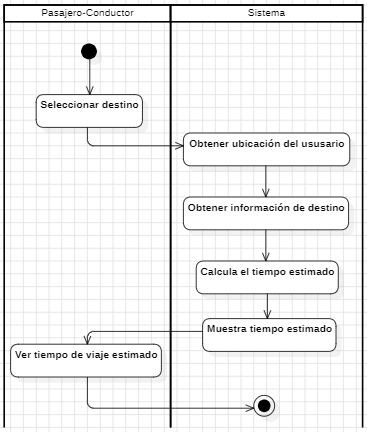 Pasajero-Conductor
Sistema
Seleccionar destino
Obtener ubicación del ususario
Obtener información de destino
Calcula el tiempo estimado
Muestra tiempo estimado
Ver tiempo de viaje estimado